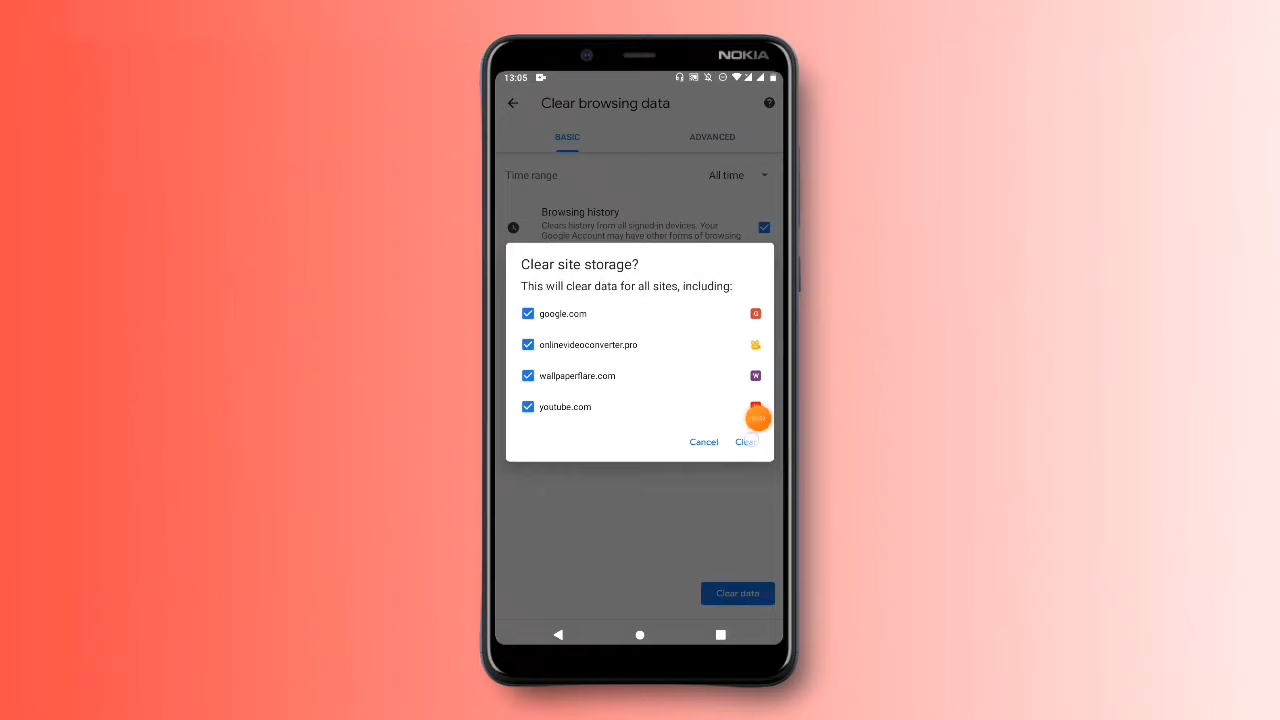 NOKIA
13:05
Clear browsing data
BASIC
ADVANCED
Time range
All time
Browsing history
Clears history from all signed-in devices. Your
Google Account may have other forms of browsing
Clear site storage?
This will clear data for all sites, including:
google.com
G
onlinevideoconverter.pro
wallpaperflare.com
W
youtube.com
Cancel
Clear
Clear data